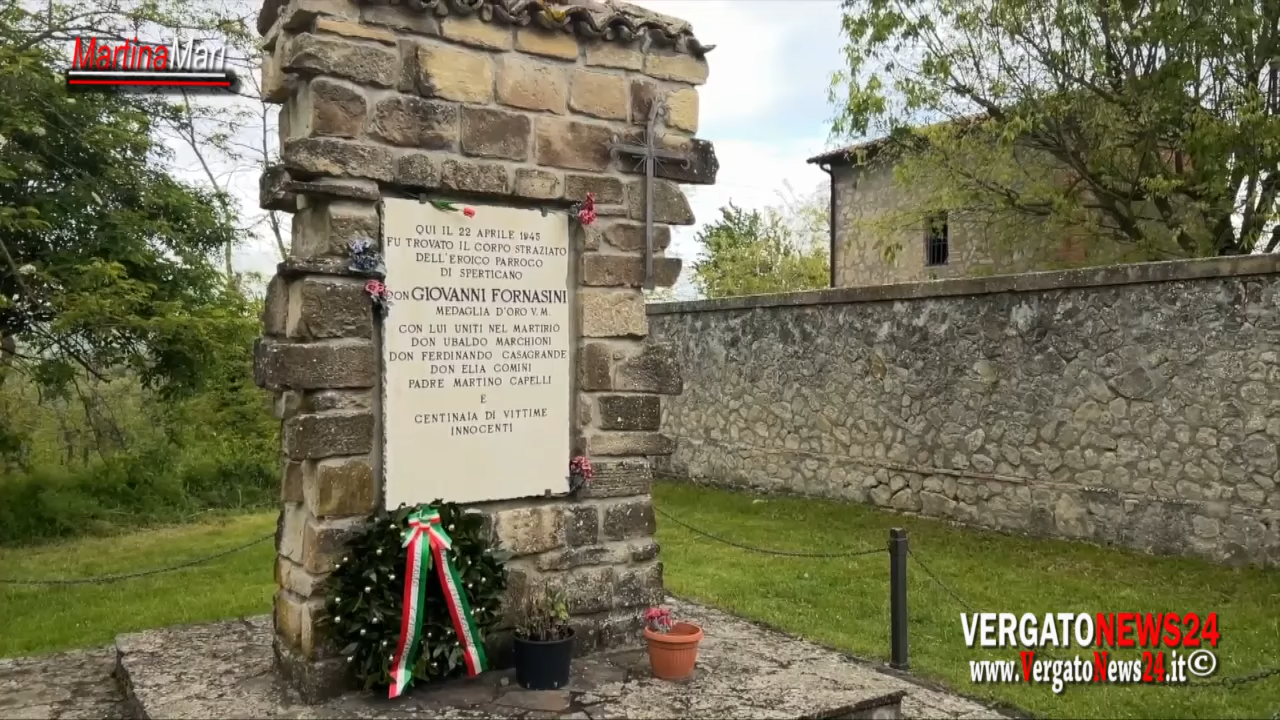 MartinaMari
QUI IL 22 APRILE 1945
FU TROVATO IL CORPO STRAZIATO
DELL'EROICO PARROCO
DI SPERTICANO
DON GIOVANNI FORNASINI
MEDAGLIA D'ORO V.M.
CON LUI UNITI NEL MARTIRIO
DON UBALDO MARCHIONI
DON FERDINANDO CASAGRANDE
DON ELIA COMINI
PADRE MARTINO CAPELLI
E
CENTINAIA DI VITTIME
INNOCENTI
VERGATONEWS24
www.VergatoNews24.it©